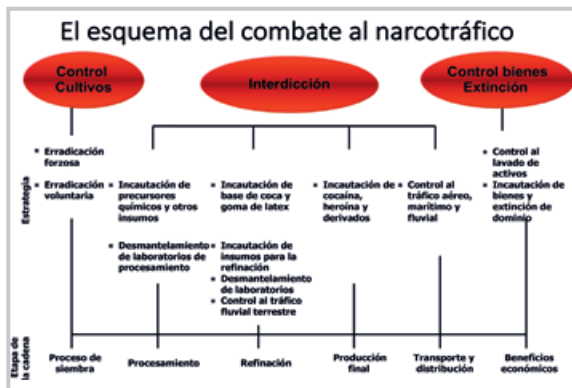 El esquema del combate al narcotráfico
Control
Cultivos
Interdicción
Control bienes
Extinción
Estrategia
Erradicación
forzosa
Erradicación
voluntaria
Incautación de
precursores
químicos y otros
insumos
Desmantelamiento
de laboratorios de
procesamiento
Incautación de
base de coca y
goma de latex
Incautación de
insumos para la
refinación
Desmantelamiento
de laboratorios
Control al tráfico
fluvial terrestre
Incautación de
cocaína,
heroína y
derivados
Control al
tráfico aéreo,
marítimo y
fluvial
Control al
lavado de
activos
Incautación de
bienes y
extinción de
dominio
Etapa de
la cadena
Proceso de
siembra
Procesamiento
Refinación
Producción
final
Transporte y
distribución
Beneficios
económicos